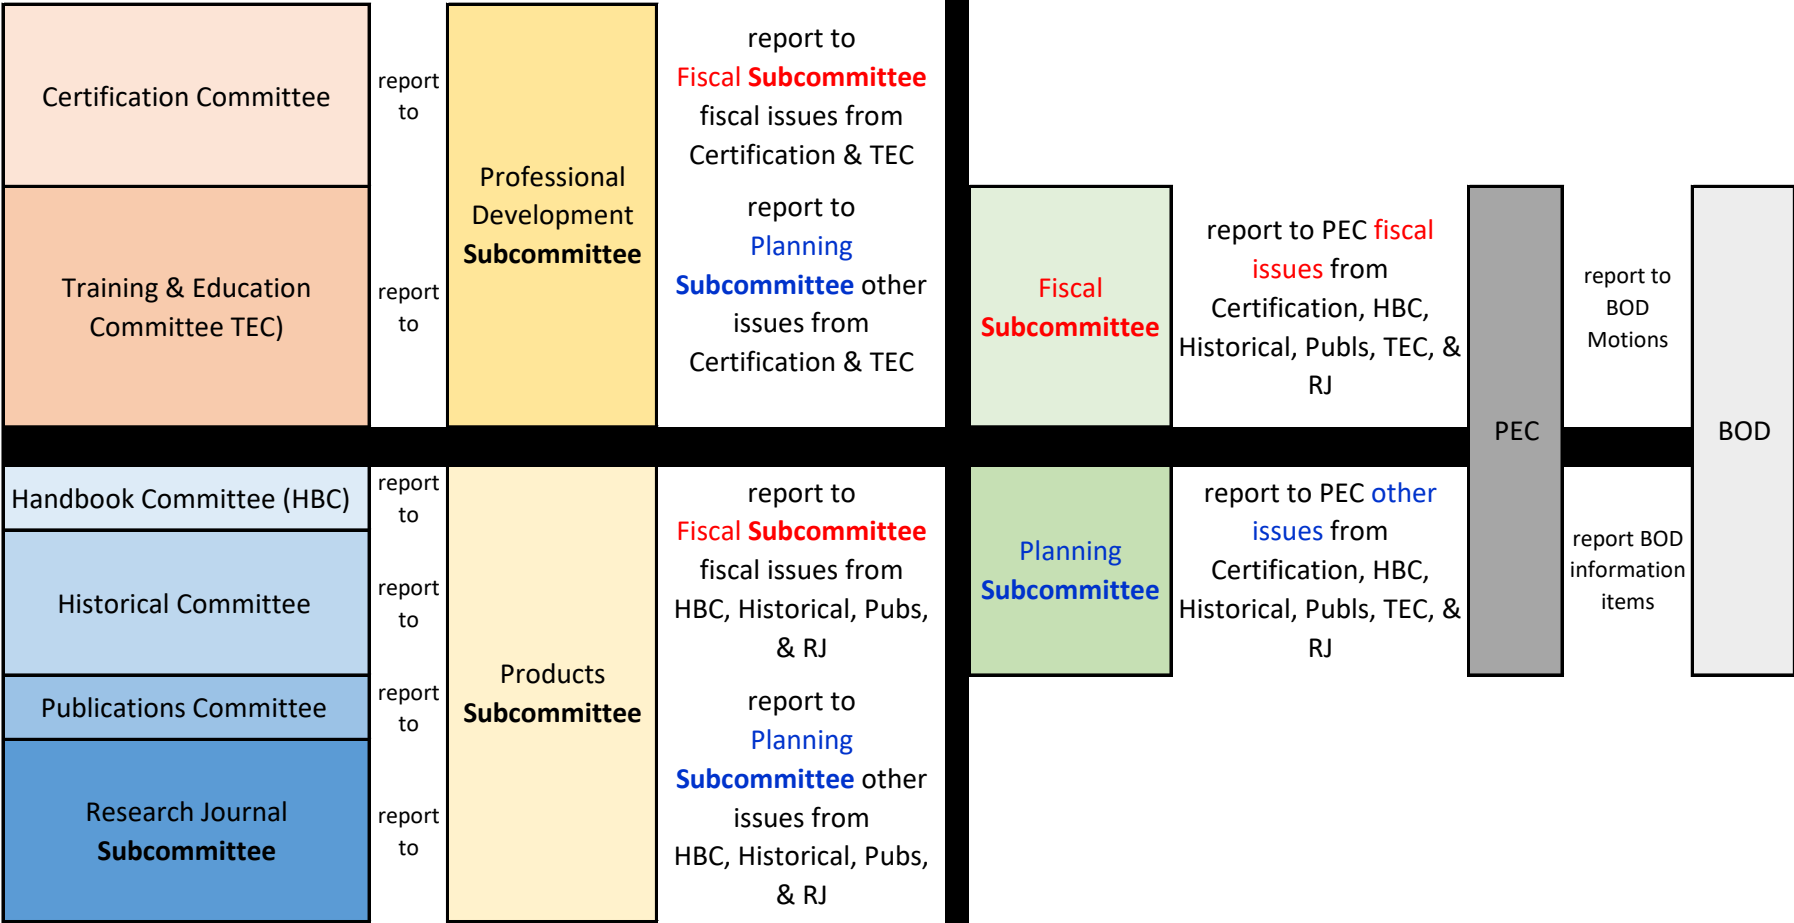 Certification Committee
report
to
Professional
Development
Subcommittee
report to
Fiscal Subcommittee
fiscal issues from
Certification & TEC
report to
Planning
Subcommittee other
issues from
Certification & TEC
Training & Education
Committee TEC)
report
to
Fiscal
Subcommittee
report to PEC fiscal
issues from
Certification, HBC,
Historical, Publs, TEC, &
RJ
PEC
report to
BOD
Motions
BOD
Handbook Committee (HBC)
report
to
Historical Committee
report
to
Publications Committee
report
to
Research Journal
Subcommittee
report
to
Products
Subcommittee
report to
Fiscal Subcommittee
fiscal issues from
HBC, Historical, Pubs,
& RJ
report to
Planning
Subcommittee other
issues from
HBC, Historical, Pubs,
& RJ
Planning
Subcommittee
report to PEC other
issues from
Certification, HBC,
Historical, Publs, TEC, &
RJ
report BOD
information
items